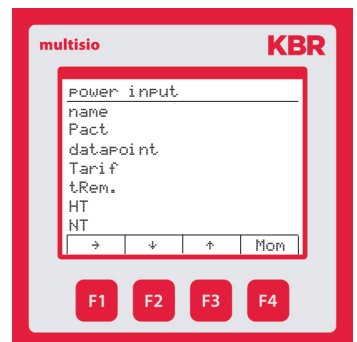 multisio KBR
power input
name
Pact
datapoint
Tarif
tRem.
HT
NT
→ ↓ ↑ Mom
F1 F2 F3 F4